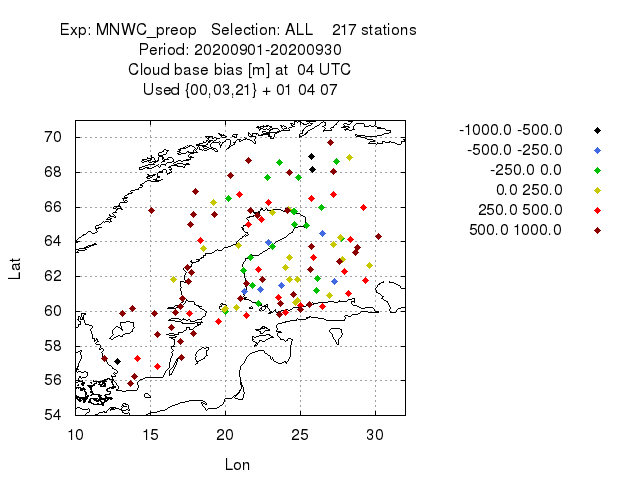 Exp: MNWC_preop   Selection: ALL    217 stations
Period: 20200901-20200930
Cloud base bias [m] at  04 UTC
Used {00,03,21} + 01 04 07
-1000.0 -500.0
-500.0 -250.0
-250.0 0.0
0.0 250.0
250.0 500.0
500.0 1000.0
Lat
70
68
66
64
62
60
58
56
54
10 15 20 25 30
Lon